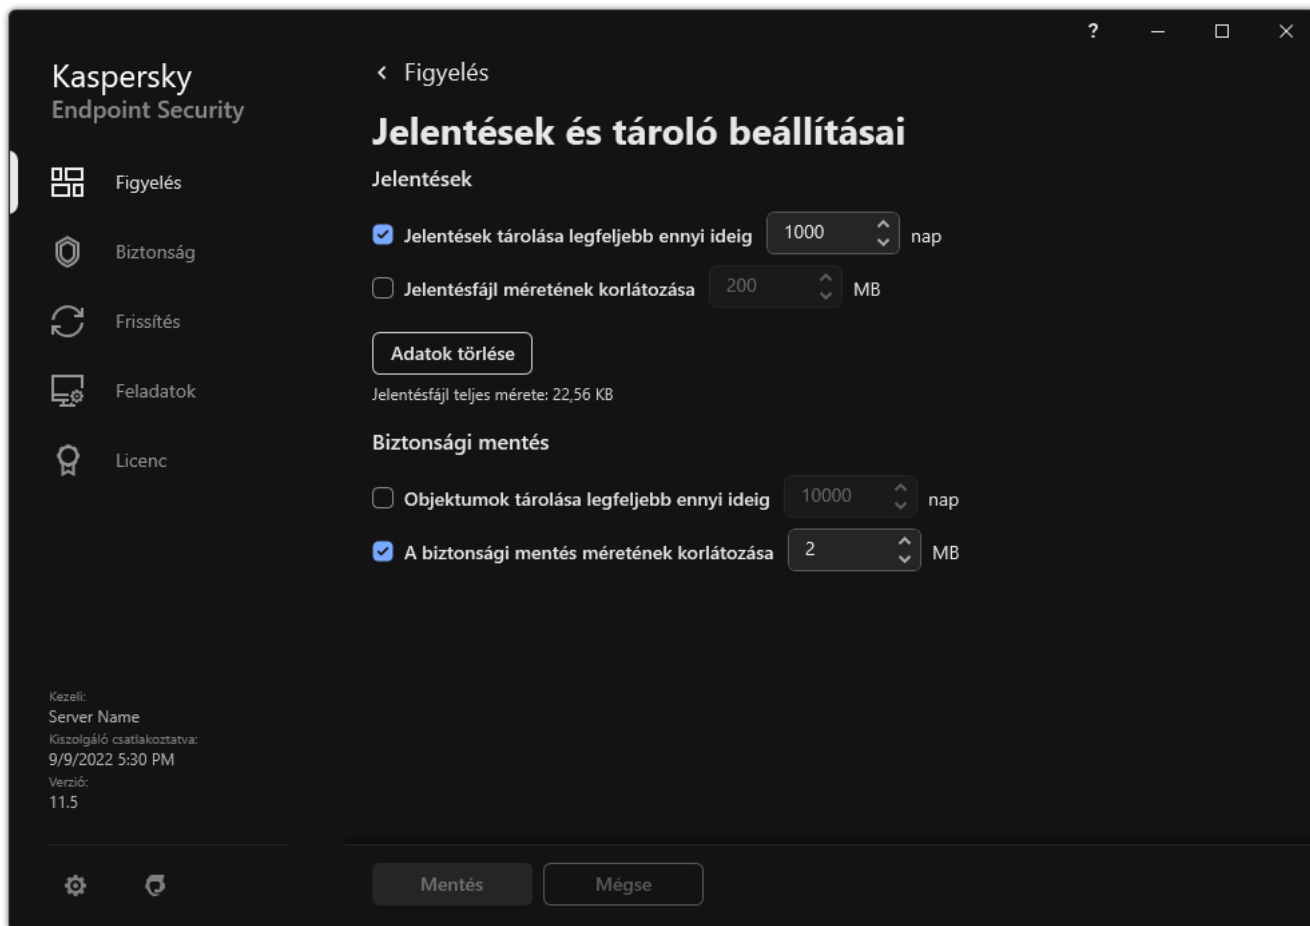 ?
Kaspersky
Endpoint Security
Figyelés
Biztonság
Frissítés
Feladatok
Licenc
Kezeli:
Server Name
Kiszolgáló csatlakoztatva:
9/9/2022 5:30 PM
Verzió:
11.5
Figyelés
Jelentések és tároló beállításai
Jelentések
Jelentések tárolása legfeljebb ennyi ideig 1000 nap
Jelentésfájl méretének korlátozása 200 MB
Adatok törlése
Jelentésfájl teljes mérete: 22,56 KB
Biztonsági mentés
Objektumok tárolása legfeljebb ennyi ideig 10000 nap
A biztonsági mentés méretének korlátozása 2 MB
Mentés Mégse